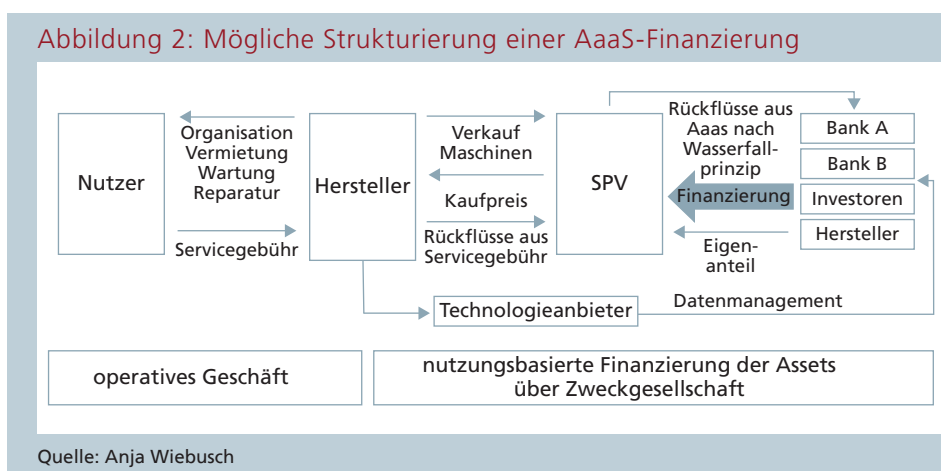 Abbildung 2: Mögliche Strukturierung einer AaaS-Finanzierung
Nutzer
Organisation
Vermietung
Wartung
Reparatur
Servicegebühr
Hersteller
Verkauf
Maschinen
Kaufpreis
Rückflüsse aus
Servicegebühr
SPV
Rückflüsse aus
Aaas nach
Wasserfall-
prinzip
Finanzierung
Eigen-
anteil
Bank A
Bank B
Investoren
Hersteller
Technologieanbieter
Datenmanagement
operatives Geschäft
nutzungsbasierte Finanzierung der Assets
über Zweckgesellschaft
Quelle: Anja Wiebusch